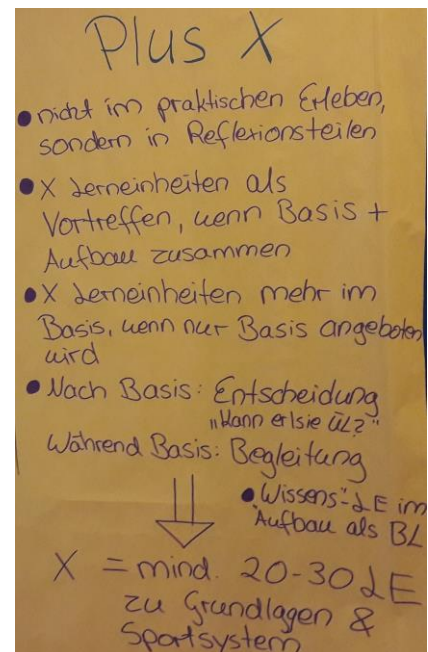 Plus X
• nicht im praktischen Erleben,
sondern in Reflexionsteilen
• X Lerneinheiten als
Vortreffen, wenn Basis +
Aufbau zusammen
• X Lerneinheiten mehr im
Basis, wenn nur Basis angeboten
wird
• Nach Basis: Entscheidung
"Kann er/sie ÜL?"
Während Basis: Begleitung
• "Wissens"-LE im
Aufbau als BL
X = mind. 20-30 LE
zu Grundlagen &
Sportsystem